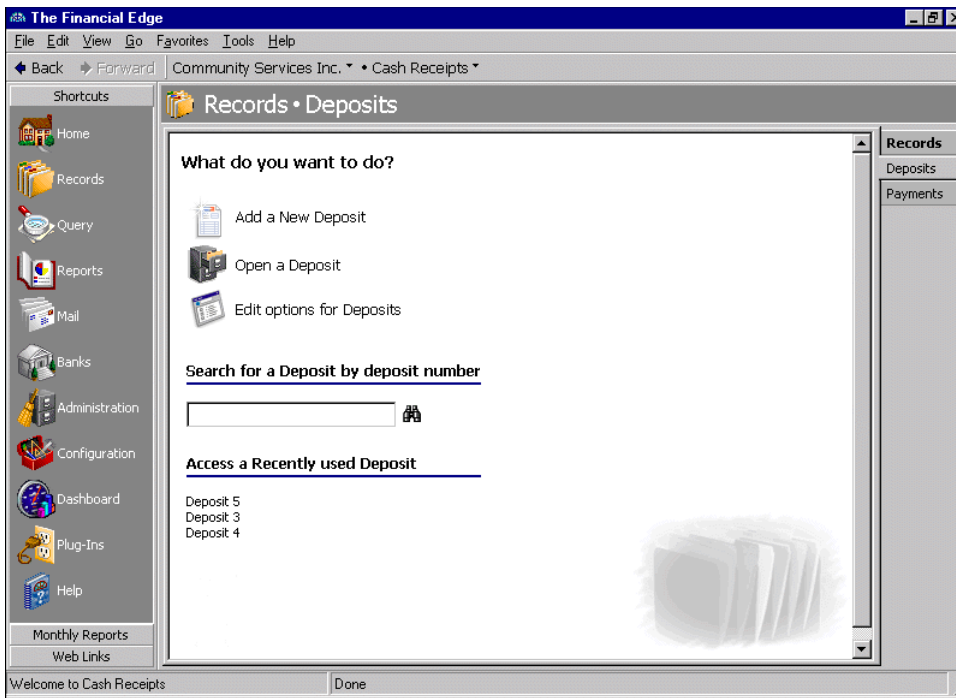 The Financial Edge
File Edit View Go Favorites Tools Help
Back Forward Community Services Inc. • Cash Receipts
Shortcuts
Home
Records
Query
Reports
Mail
Banks
Administration
Configuration
Dashboard
Plug-Ins
Help
Monthly Reports
Web Links
Records • Deposits
What do you want to do?
Add a New Deposit
Open a Deposit
Edit options for Deposits
Search for a Deposit by deposit number
Access a Recently used Deposit
Deposit 5
Deposit 3
Deposit 4
Records
Deposits
Payments
Welcome to Cash Receipts Done